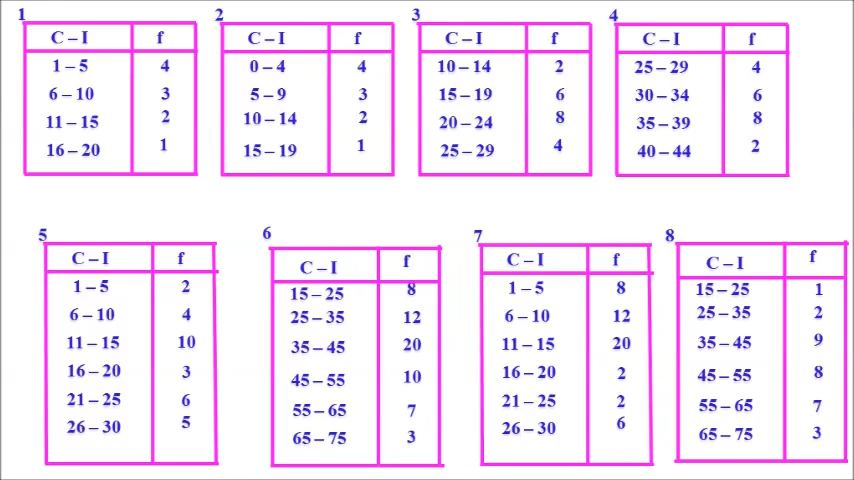 1
C – I f
1 – 5 4
6 – 10 3
11 – 15 2
16 – 20 1
2
C – I f
0 – 4 4
5 – 9 3
10 – 14 2
15 – 19 1
3
C – I f
10 – 14 2
15 – 19 6
20 – 24 8
25 – 29 4
4
C – I f
25 – 29 4
30 – 34 6
35 – 39 8
40 – 44 2
5
C – I f
1 – 5 2
6 – 10 4
11 – 15 10
16 – 20 3
21 – 25 6
26 – 30 5
6
C – I f
15 – 25 8
25 – 35 12
35 – 45 20
45 – 55 10
55 – 65 7
65 – 75 3
7
C – I f
1 – 5 8
6 – 10 12
11 – 15 20
16 – 20 2
21 – 25 2
26 – 30 6
8
C – I f
15 – 25 1
25 – 35 2
35 – 45 9
45 – 55 8
55 – 65 7
65 – 75 3